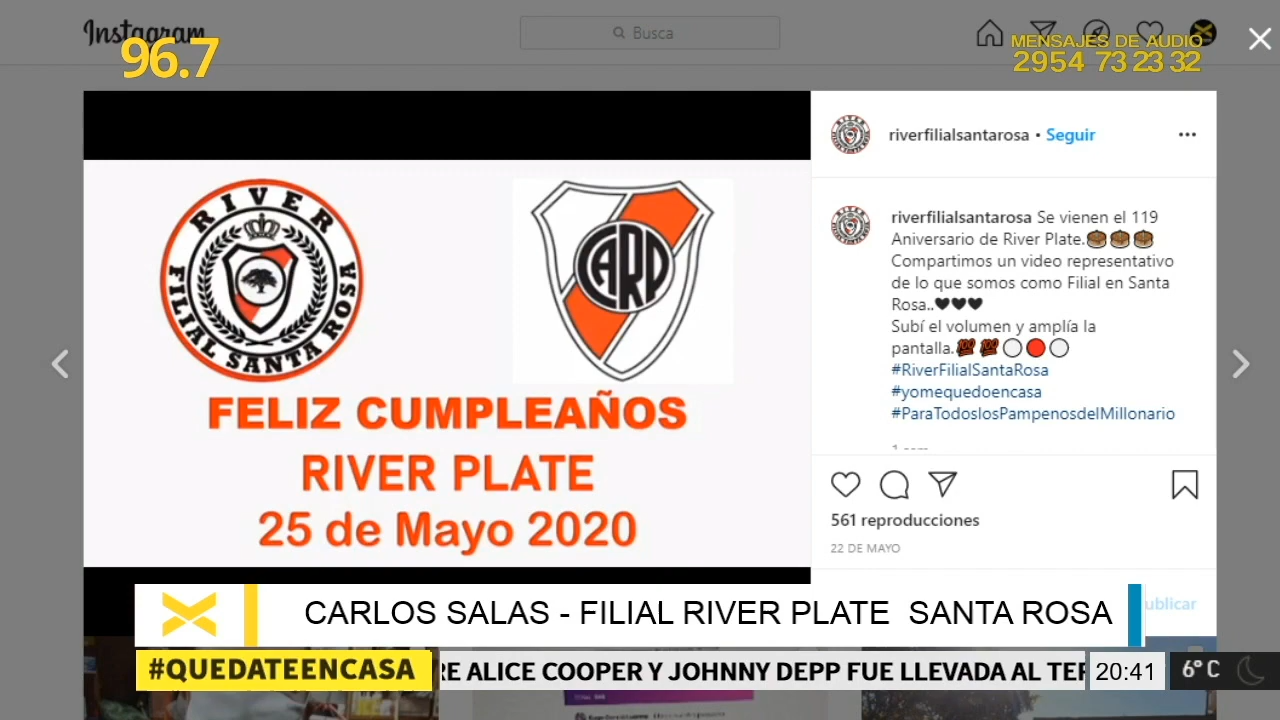 Instagram
96.7
Busca
MENSAJES DE AUDIO
2954 73 23 32
riverfilialsantarosa • Seguir
RIVER
FILIAL SANTA ROSA
CARP
FELIZ CUMPLEAÑOS
RIVER PLATE
25 de Mayo 2020
riverfilialsantarosa Se vienen el 119
Aniversario de River Plate.
Compartimos un video representativo
de lo que somos como Filial en Santa
Rosa..🖤🖤🖤
Subí el volumen y amplía la
pantalla.💯💯⚪🔴⚪
#RiverFilialSantaRosa
#yomequedoencasa
#ParaTodoslosPampenosdelMillonario
561 reproducciones
22 DE MAYO
ublicar
CARLOS SALAS - FILIAL RIVER PLATE SANTA ROSA
#QUEDATEENCASA
RE ALICE COOPER Y JOHNNY DEPP FUE LLEVADA AL TER
20:41
6°C